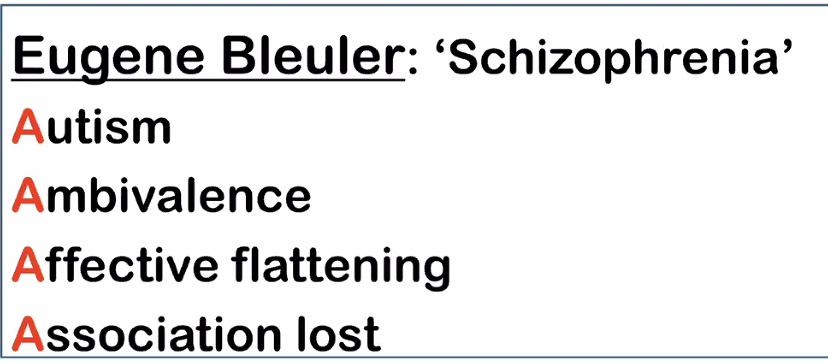 Eugene Bleuler: ‘Schizophrenia’
Autism
Ambivalence
Affective flattening
Association lost